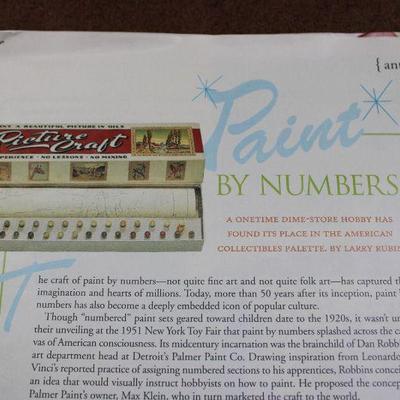 { an
Paint
BY NUMBERS
A ONETIME DIME-STORE HOBBY HAS
FOUND ITS PLACE IN THE AMERICAN
COLLECTIBLES PALETTE. BY LARRY RUBIN
A BEAUTIFUL PICTURE IN OILS
Picture Craft
NO LESSONS • NO MIXING
The craft of paint by numbers—not quite fine art and not quite folk art—has captured th
imagination and hearts of millions. Today, more than 50 years after its inception, paint
numbers has also become a deeply embedded icon of popular culture.
Though “numbered” paint sets geared toward children date to the 1920s, it wasn’t un
their unveiling at the 1951 New York Toy Fair that paint by numbers splashed across the ca
vas of American consciousness. Its midcentury incarnation was the brainchild of Dan Robb
art department head at Detroit’s Palmer Paint Co. Drawing inspiration from Leonardo
Vinci’s reported practice of assigning numbered sections to his apprentices, Robbins concei
an idea that would visually instruct hobbyists on how to paint. He proposed the concep
Palmer Paint’s owner, Max Klein, who in turn marketed the craft to the world.